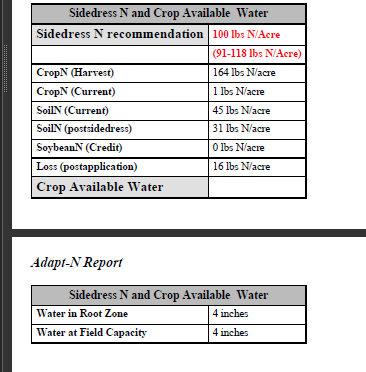 Sidedress N and Crop Available Water
Sidedress N recommendation 100 lbs N/Acre
(91-118 lbs N/Acre)
CropN (Harvest) 164 lbs N/acre
CropN (Current) 1 lbs N/acre
SoilN (Current) 45 lbs N/acre
SoilN (postsidedress) 31 lbs N/acre
SoybeanN (Credit) 0 lbs N/acre
Loss (postapplication) 16 lbs N/acre
Crop Available Water
Adapt-N Report
Sidedress N and Crop Available Water
Water in Root Zone 4 inches
Water at Field Capacity 4 inches